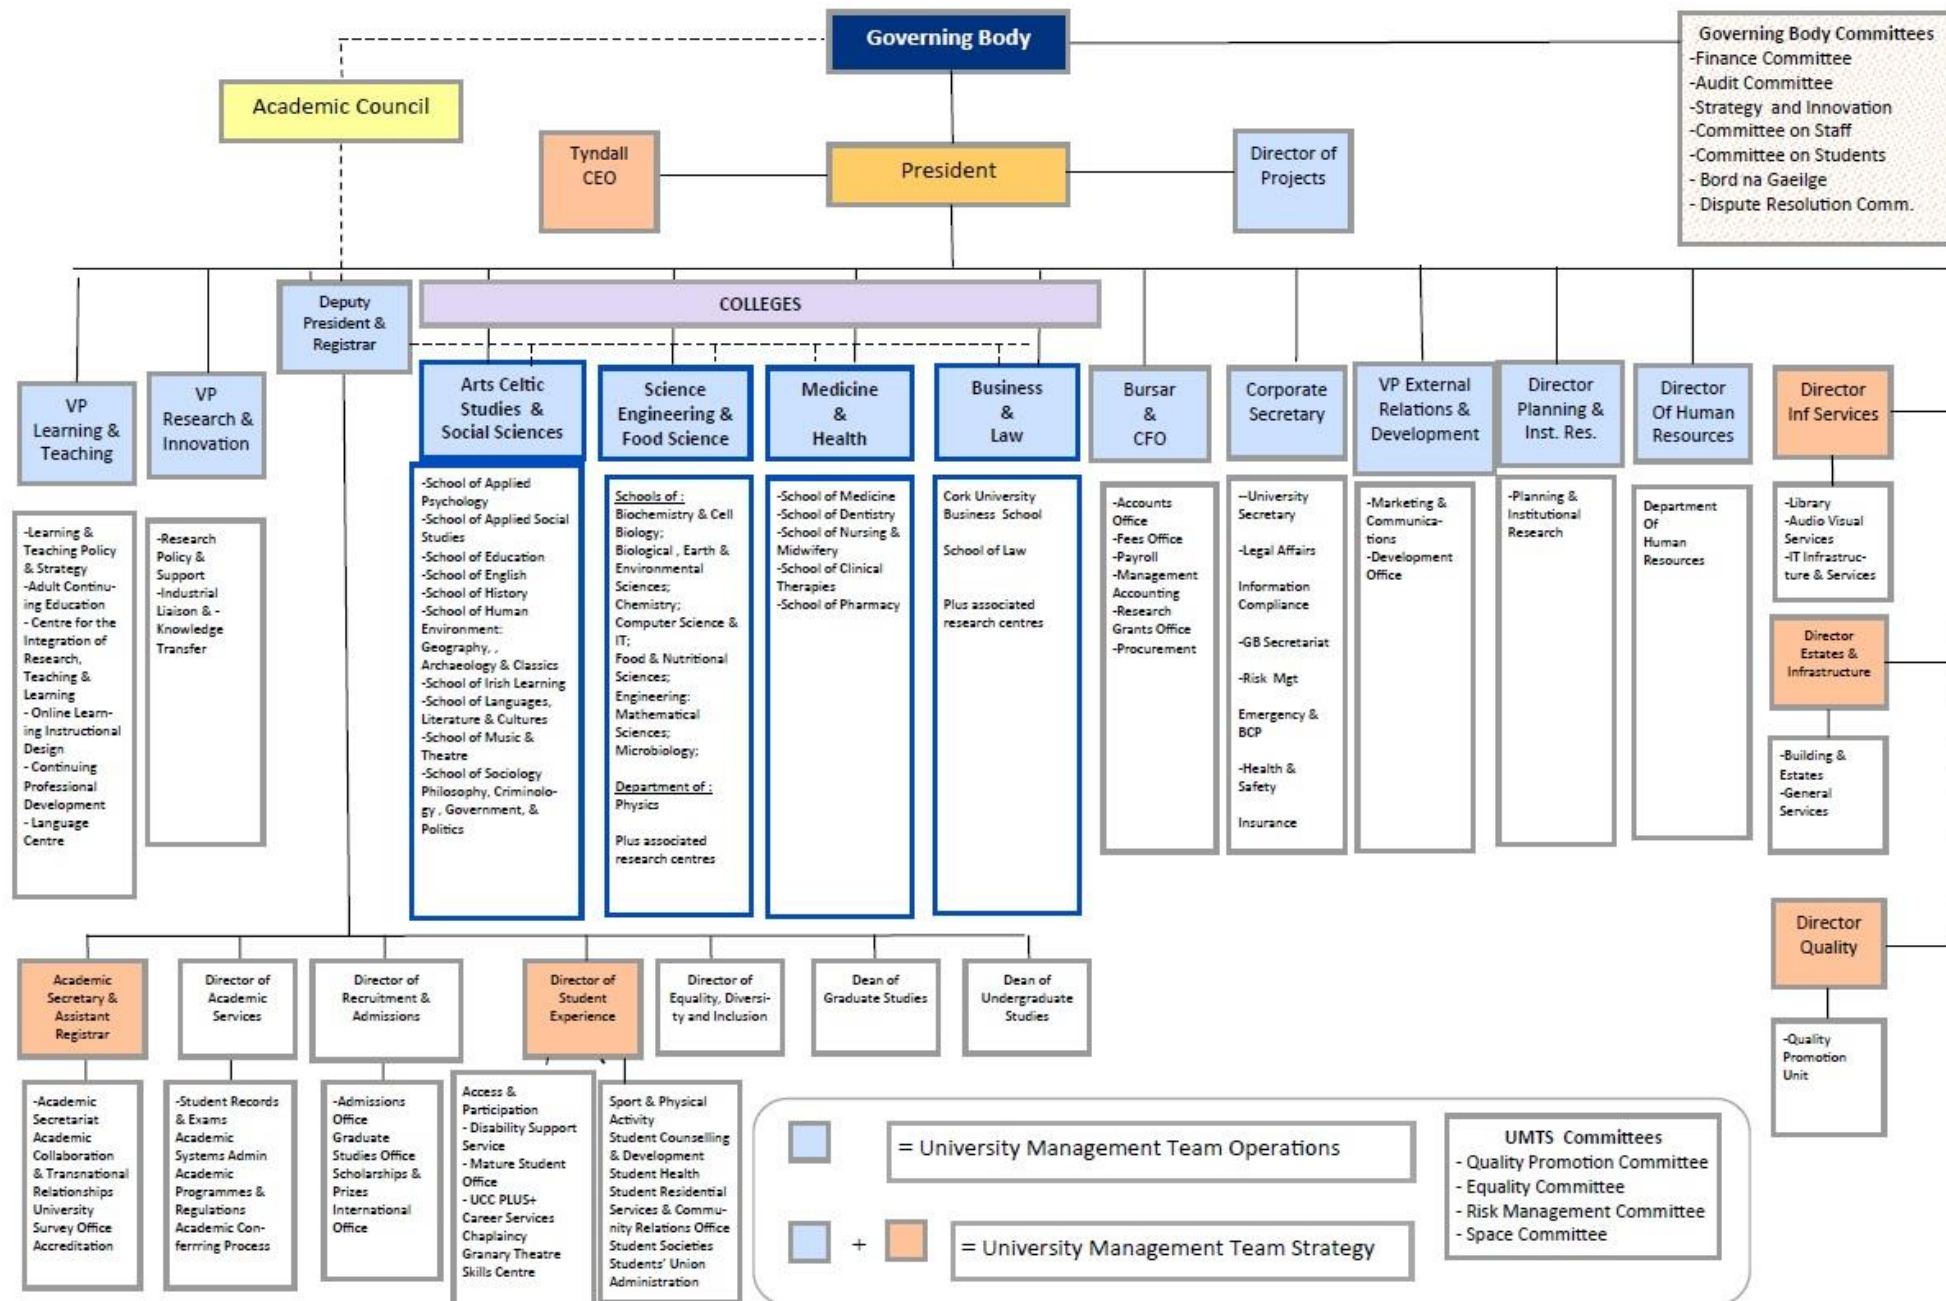 Governing Body
Governing Body Committees
-Finance Committee
-Audit Committee
-Strategy and Innovation
-Committee on Staff
-Committee on Students
- Bord na Gaeilge
- Dispute Resolution Comm.
Academic Council
Tyndall
CEO
President
Director of
Projects
Deputy
President &
Registrar
COLLEGES
VP
Learning &
Teaching
VP
Research &
Innovation
Arts Celtic
Studies &
Social Sciences
Science
Engineering &
Food Science
Medicine
&
Health
Business
&
Law
Bursar
&
CFO
Corporate
Secretary
VP External
Relations &
Development
Director
Planning &
Inst. Res.
Director
Of Human
Resources
Director
Inf Services
-Learning &
Teaching Policy
& Strategy
-Adult Continu-
ing Education
- Centre for the
Integration of
Research,
Teaching &
Learning
- Online Learn-
ing Instructional
Design
- Continuing
Professional
Development
- Language
Centre
-Research
Policy &
Support
-Industrial
Liaison & -
Knowledge
Transfer
-School of Applied
Psychology
-School of Applied Social
Studies
-School of Education
-School of English
-School of History
-School of Human
Environment:
Geography, ,
Archaeology & Classics
-School of Irish Learning
-School of Languages,
Literature & Cultures
-School of Music &
Theatre
-School of Sociology
Philosophy, Criminolo-
gy , Government, &
Politics
Schools of :
Biochemistry & Cell
Biology;
Biological , Earth &
Environmental
Sciences;
Chemistry;
Computer Science &
IT;
Food & Nutritional
Sciences;
Engineering:
Mathematical
Sciences;
Microbiology;
Department of :
Physics
Plus associated
research centres
-School of Medicine
-School of Dentistry
-School of Nursing &
Midwifery
-School of Clinical
Therapies
-School of Pharmacy
Cork University
Business School
School of Law
Plus associated
research centres
-Accounts
Office
-Fees Office
-Payroll
-Management
Accounting
-Research
Grants Office
-Procurement
--University
Secretary
-Legal Affairs
Information
Compliance
-GB Secretariat
-Risk Mgt
Emergency &
BCP
-Health &
Safety
Insurance
-Marketing &
Communica-
tions
-Development
Office
-Planning &
Institutional
Research
Department
Of
Human
Resources
-Library
-Audio Visual
Services
-IT Infrastruc-
ture & Services
Director
Estates &
Infrastructure
-Building &
Estates
-General
Services
Director
Quality
-Quality
Promotion
Unit
Academic
Secretary &
Assistant
Registrar
Director of
Academic
Services
Director of
Recruitment &
Admissions
Director of
Student
Experience
Director of
Equality, Diversi-
ty and Inclusion
Dean of
Graduate Studies
Dean of
Undergraduate
Studies
-Academic
Secretariat
Academic
Collaboration
& Transnational
Relationships
University
Survey Office
Accreditation
-Student Records
& Exams
Academic
Systems Admin
Academic
Programmes &
Regulations
Academic Con-
ferrring Process
-Admissions
Office
Graduate
Studies Office
Scholarships &
Prizes
International
Office
Access &
Participation
- Disability Support
Service
- Mature Student
Office
- UCC PLUS+
Career Services
Chaplaincy
Granary Theatre
Skills Centre
Sport & Physical
Activity
Student Counselling
& Development
Student Health
Student Residential
Services & Commu-
nity Relations Office
Student Societies
Students' Union
Administration
= University Management Team Operations
+
= University Management Team Strategy
UMTS Committees
- Quality Promotion Committee
- Equality Committee
- Risk Management Committee
- Space Committee